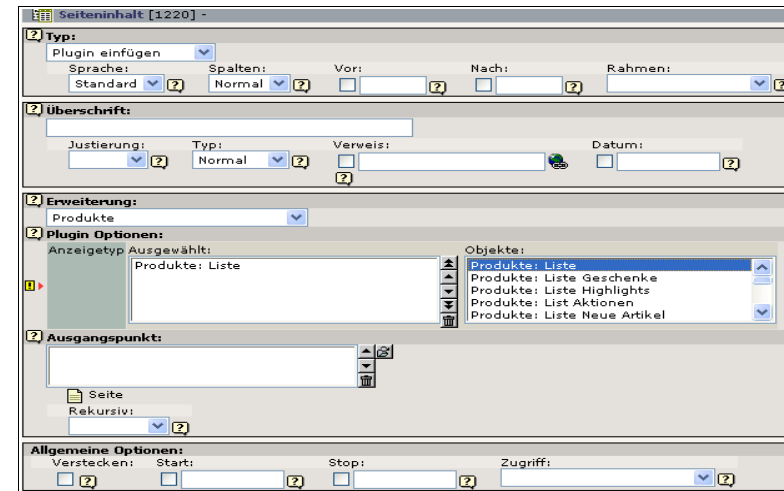 Seiteninhalt [1220] -
Typ:
Plugin einfügen
Sprache: Spalten: Vor: Nach: Rahmen:
Standard Normal
Überschrift:
Justierung: Typ: Verweis: Datum:
Normal
Erweiterung:
Produkte
Plugin Optionen:
Anzeigetyp Ausgewählt: Objekte:
Produkte: Liste Produkte: Liste
Produkte: Liste Geschenke
Produkte: Liste Highlights
Produkte: List Aktionen
Produkte: Liste Neue Artikel
Ausgangspunkt:
Seite
Rekursiv:
Allgemeine Optionen:
Verstecken: Start: Stop: Zugriff: